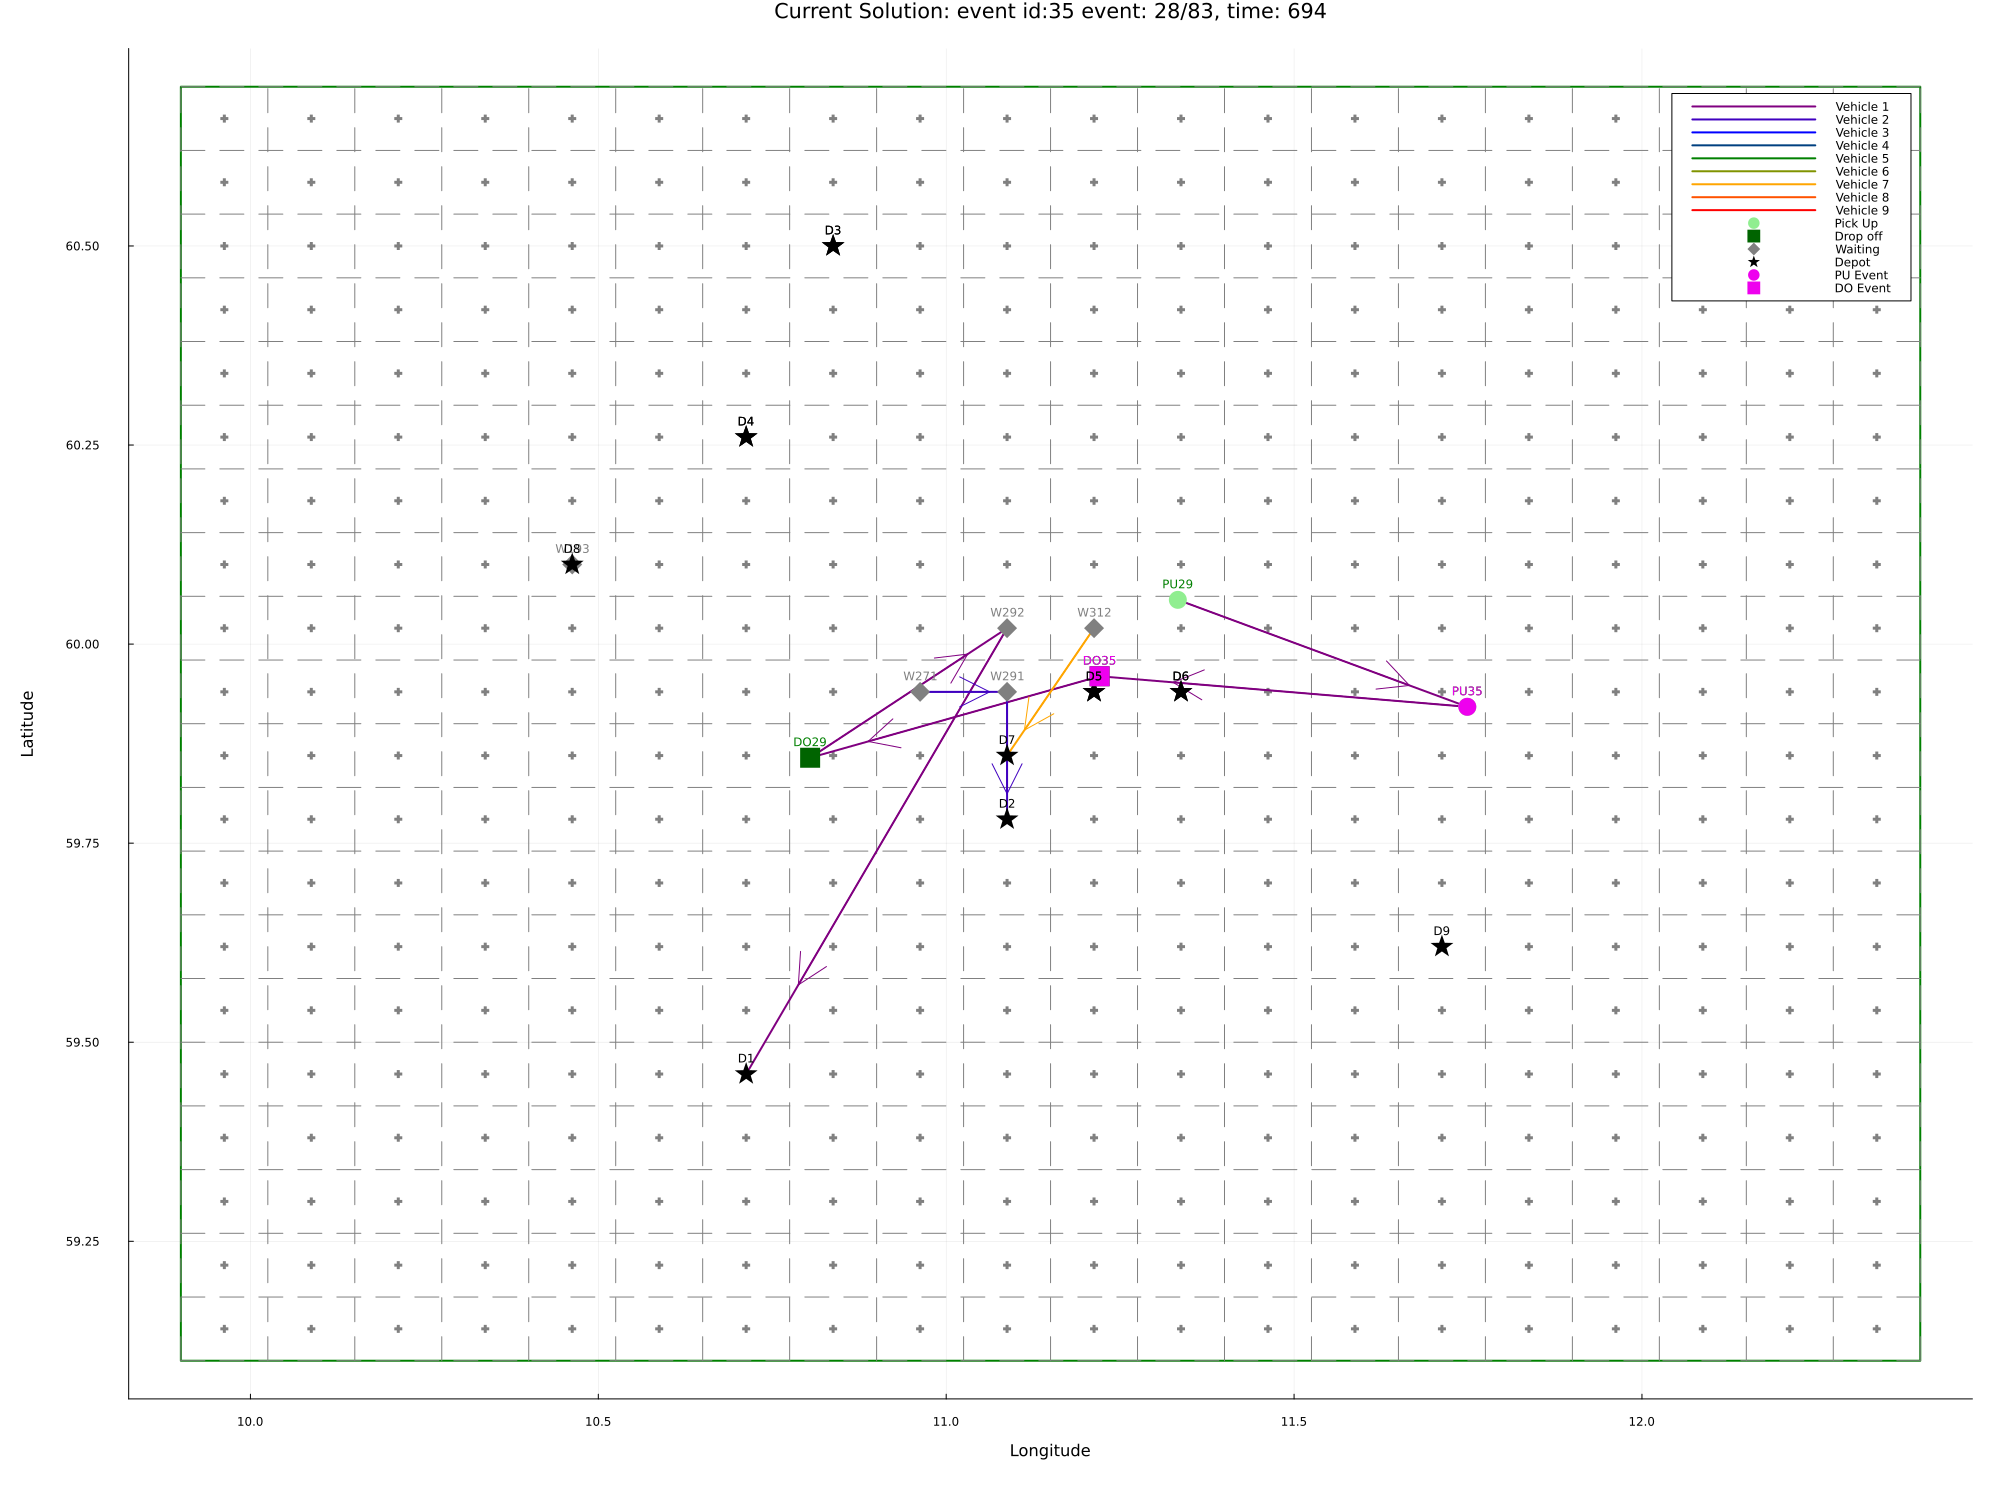 Current Solution: event id:35 event: 28/83, time: 694
Vehicle 1
Vehicle 2
Vehicle 3
Vehicle 4
Vehicle 5
Vehicle 6
Vehicle 7
Vehicle 8
Vehicle 9
Pick Up
Drop off
Waiting
Depot
PU Event
DO Event
D3
60.50
D4
60.25
D8
PU29
W292
W312
60.00
DO35
W271
W291
D5
D6
PU35
DO29
D7
D2
59.75
D9
D1
59.50
59.25
Latitude
10.0
10.5
11.0
11.5
12.0
Longitude